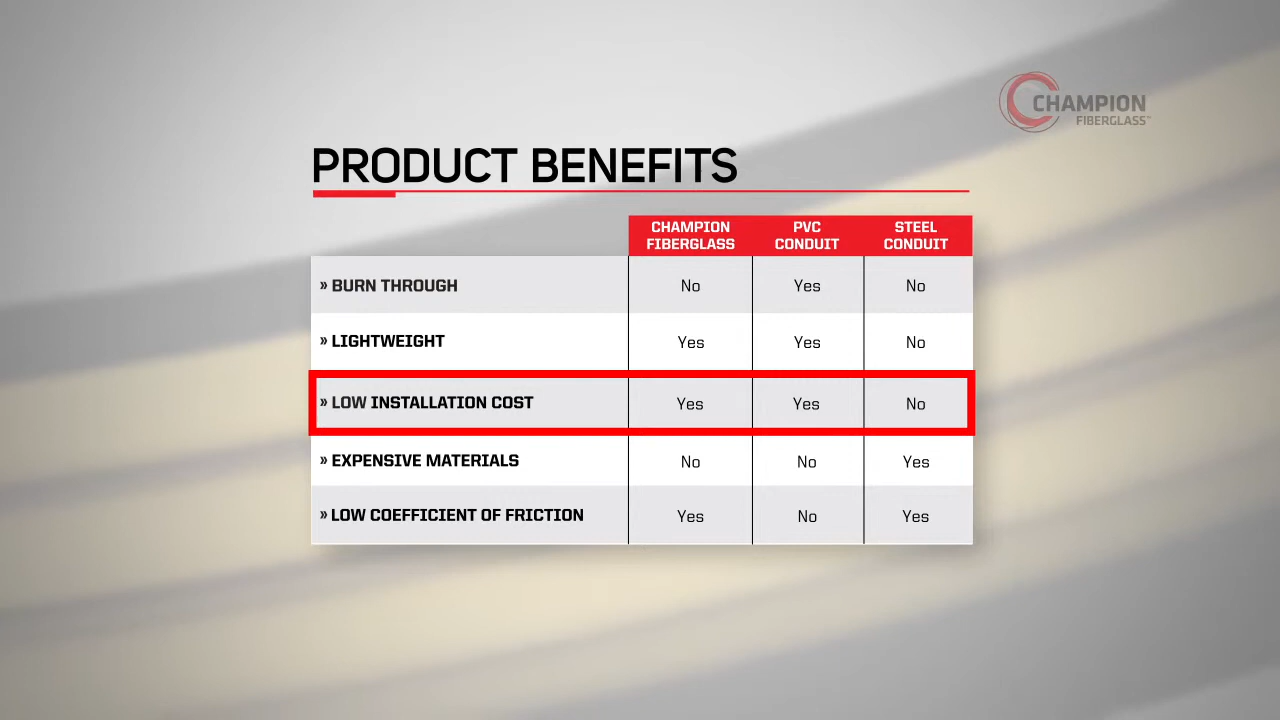 CHAMPION
FIBERGLASS™
PRODUCT BENEFITS
CHAMPION FIBERGLASS PVC CONDUIT STEEL CONDUIT
» BURN THROUGH No Yes No
» LIGHTWEIGHT Yes Yes No
» LOW INSTALLATION COST Yes Yes No
» EXPENSIVE MATERIALS No No Yes
» LOW COEFFICIENT OF FRICTION Yes No Yes